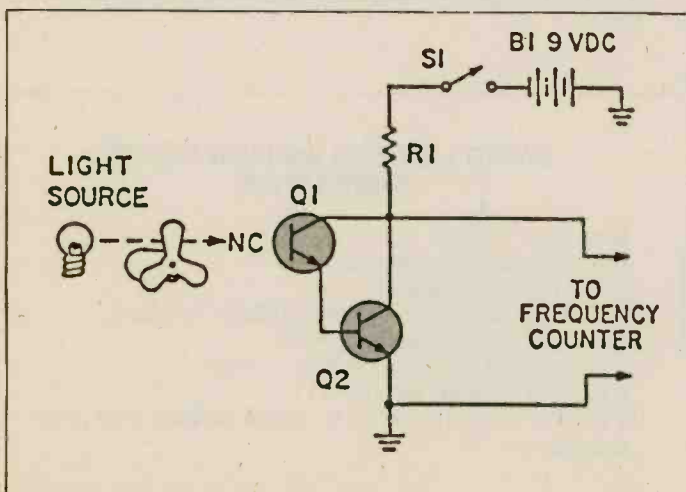 S1
B1 9 VDC
R1
LIGHT
SOURCE
Q1
NC
TO
FREQUENCY
COUNTER
Q2